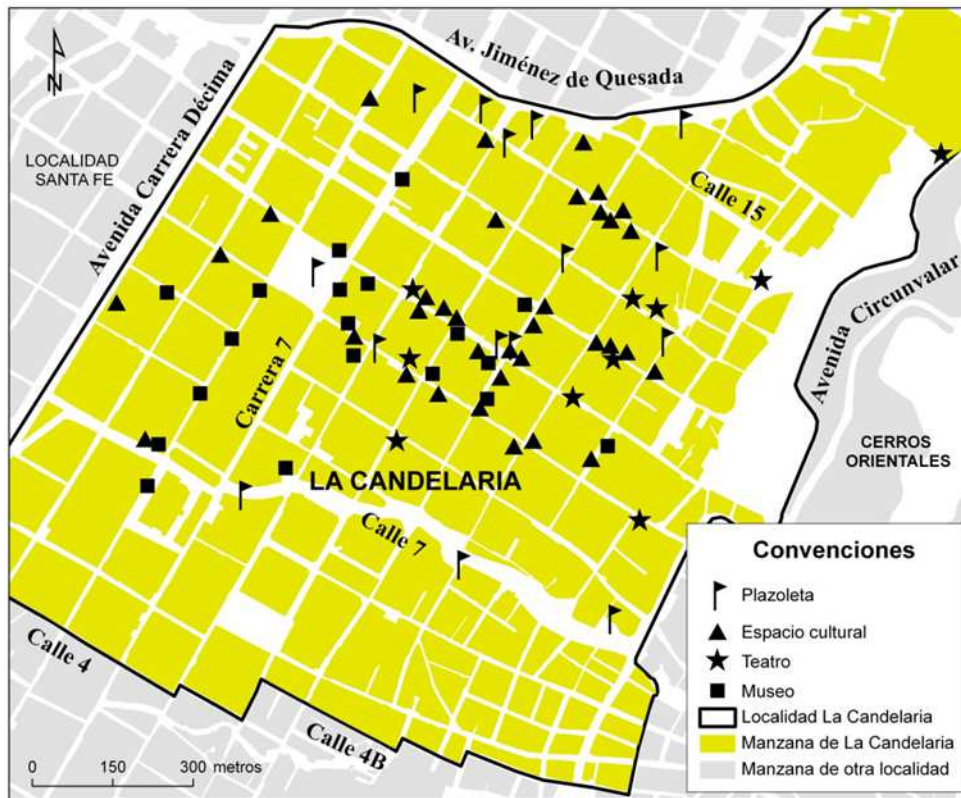 Av. Jiménez de Quesada
N
Avenida Carrera Décima
LOCALIDAD
SANTA FE
Calle 15
Avenida Circunvalar
Carrera 7
CERROS
ORIENTALES
LA CANDELARIA
Calle 7
Calle 4
Calle 4B
0 150 300 metros
Convenciones
Plazoleta
Espacio cultural
Teatro
Museo
Localidad La Candelaria
Manzana de La Candelaria
Manzana de otra localidad